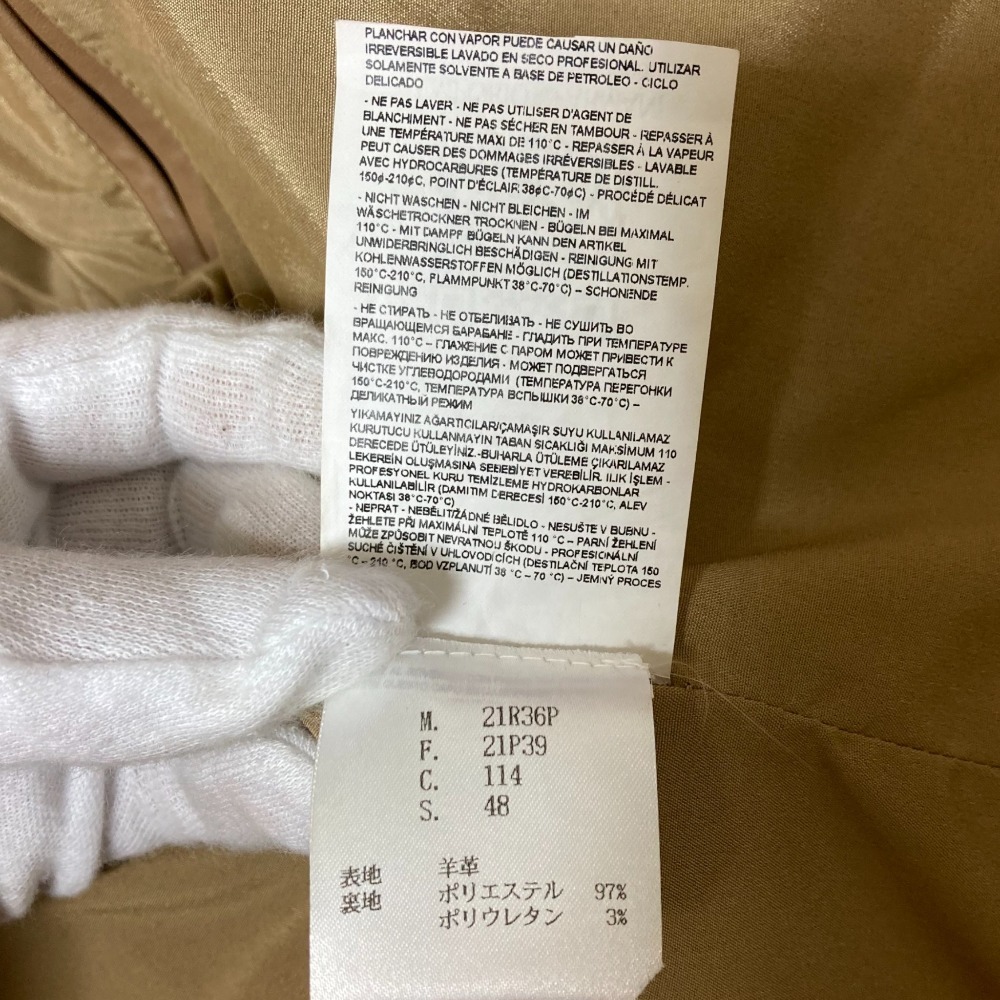 PLANCHAR CON VAPOR PUEDE CAUSAR UN DAÑO
IRREVERSIBLE LAVADO EN SECO PROFESIONAL. UTILIZAR
SOLAMENTE SOLVENTE A BASE DE PETROLEO - CICLO
DELICADO
- NE PAS LAVER - NE PAS UTILISER D'AGENT DE
BLANCHIMENT - NE PAS SÉCHER EN TAMBOUR - REPASSER À
UNE TEMPÉRATURE MAXI DE 110°C - REPASSER À LA VAPEUR
PEUT CAUSER DES DOMMAGES IRRÉVERSIBLES - LAVABLE
AVEC HYDROCARBURES (TEMPÉRATURE DE DISTILL.
150¢-210¢C, POINT D'ÉCLAIR 38¢C-70¢C) - PROCÉDÉ DÉLICAT
- NICHT WASCHEN - NICHT BLEICHEN - IM
WÄSCHETROCKNER TROCKNEN - BÜGELN BEI MAXIMAL
110°C - MIT DAMPF BÜGELN KANN DEN ARTIKEL
UNWIDERBRINGLICH BESCHÄDIGEN - REINIGUNG MIT
KOHLENWASSERSTOFFEN MÖGLICH (DESTILLATIONSTEMP.
150°C-210°C, FLAMMPUNKT 38°C-70°C) – SCHONENDE
REINIGUNG
- НЕ СТИРАТЬ - НЕ ОТБЕЛИВАТЬ - НЕ СУШИТЬ ВО
ВРАЩАЮЩЕМСЯ БАРАБАНЕ - ГЛАДИТЬ ПРИ ТЕМПЕРАТУРЕ
МАКС. 110°C – ГЛАЖЕНИЕ С ПАРОМ МОЖЕТ ПРИВЕСТИ К
ПОВРЕЖДЕНИЮ ИЗДЕЛИЯ - МОЖЕТ ПОДВЕРГАТЬСЯ
ЧИСТКЕ УГЛЕВОДОРОДАМИ (ТЕМПЕРАТУРА ПЕРЕГОНКИ
150°C-210°C, ТЕМПЕРАТУРА ВСПЫШКИ 38°C-70°C) –
ДЕЛИКАТНЫЙ РЕЖИМ
YIKAMAYINIZ AĞARTICILAR/ÇAMAŞIR SUYU KULLANILAMAZ
KURUTUCU KULLANMAYIN TABAN SICAKLIĞI MAKSİMUM 110
DERECEDE ÜTÜLEYİNİZ.-BUHARLA ÜTÜLEME ÇIKARILAMAZ
LEKEREİN OLUŞMASINA SEBEBİYET VEREBİLİR. IIJK İŞLEM -
PROFESYONEL KURU TEMİZLEME HYDROKARBONLAR
KULLANILABİLİR (DAMITIM DERECESİ 150°C-210°C, ALEV
NOKTASI 38°C-70°C)
- NEPRAT - NEBĚLIT/ŽÁDNÉ BĚLIDLO - NESUŠTE V BUBNU -
ŽEHLETE PŘI MAXIMÁLNÍ TEPLOTĚ 110 °C – PARNÍ ŽEHLENÍ
MŮŽE ZPŮSOBIT NEVRATNOU ŠKODU - PROFESIONÁLNÍ
SUCHÉ ČIŠTĚNÍ V UHLOVODÍCÍCH (DESTILAČNÍ TEPLOTA 150
°C – 210 °C, BOD VZPLANUTÍ 38 °C – 70 °C) – JEMNÝ PROCES
M. 21R36P
F. 21P39
C. 114
S. 48
表地 羊革
裏地 ポリエステル 97%
ポリウレタン 3%